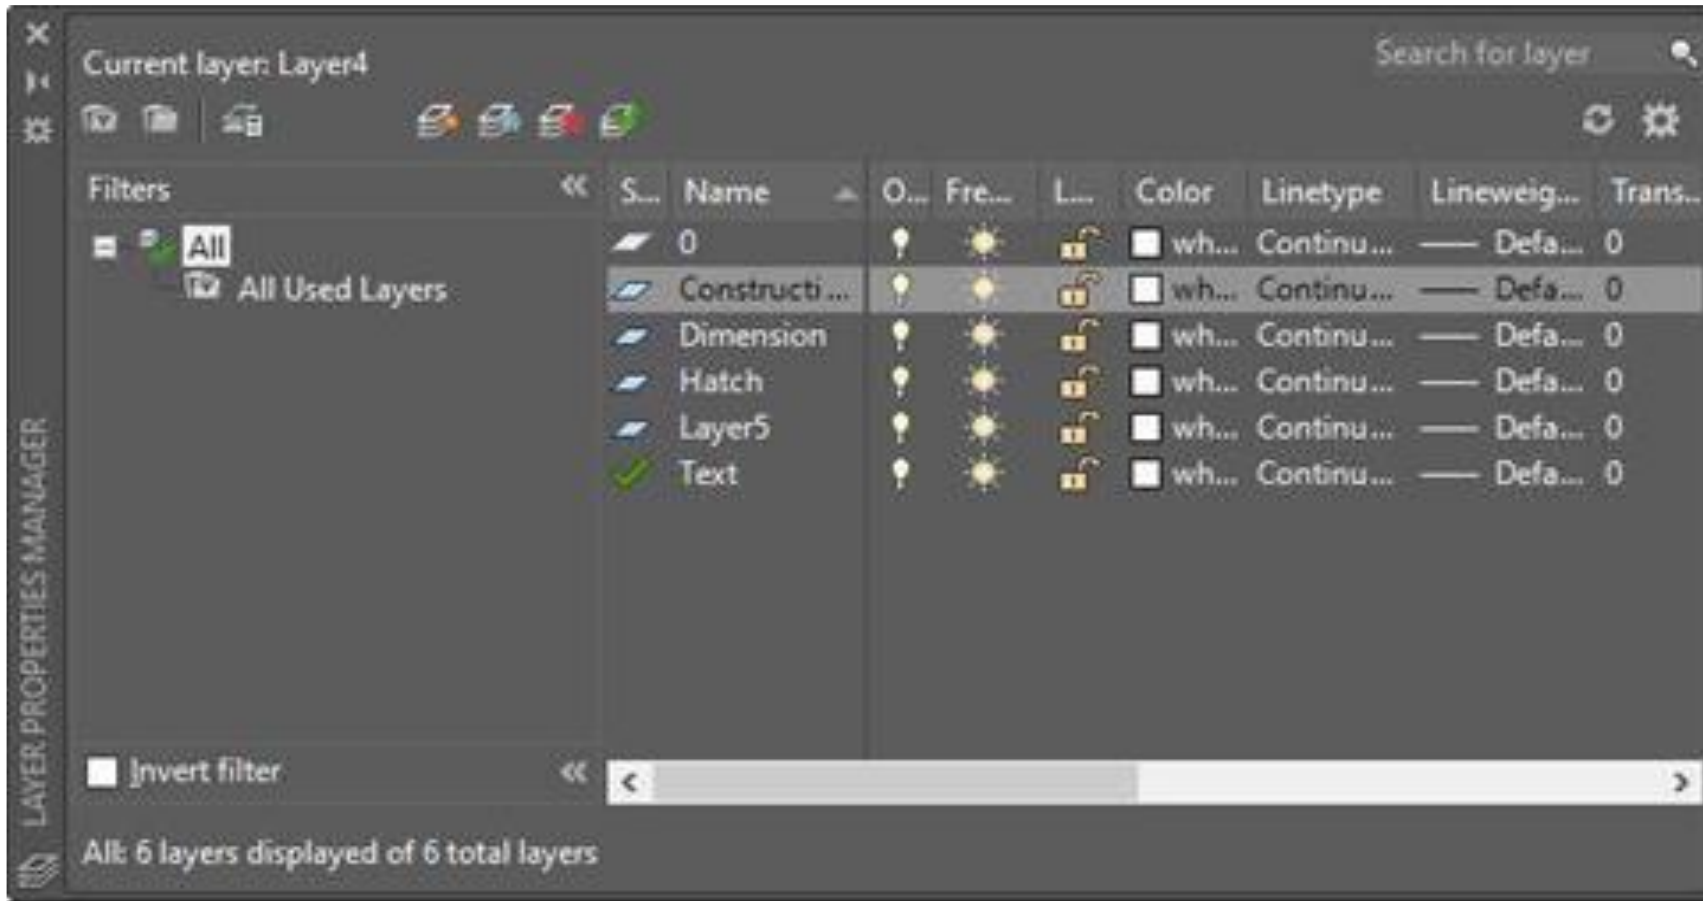 Current layer: Layer4
Search for layer
Filters
S... Name O... Fre... L... Color Linetype Lineweig... Trans...
All
All Used Layers
0 wh... Continu... Defa... 0
Constructi... wh... Continu... Defa... 0
Dimension wh... Continu... Defa... 0
Hatch wh... Continu... Defa... 0
Layer5 wh... Continu... Defa... 0
Text wh... Continu... Defa... 0
Invert filter
All: 6 layers displayed of 6 total layers
LAYER PROPERTIES MANAGER